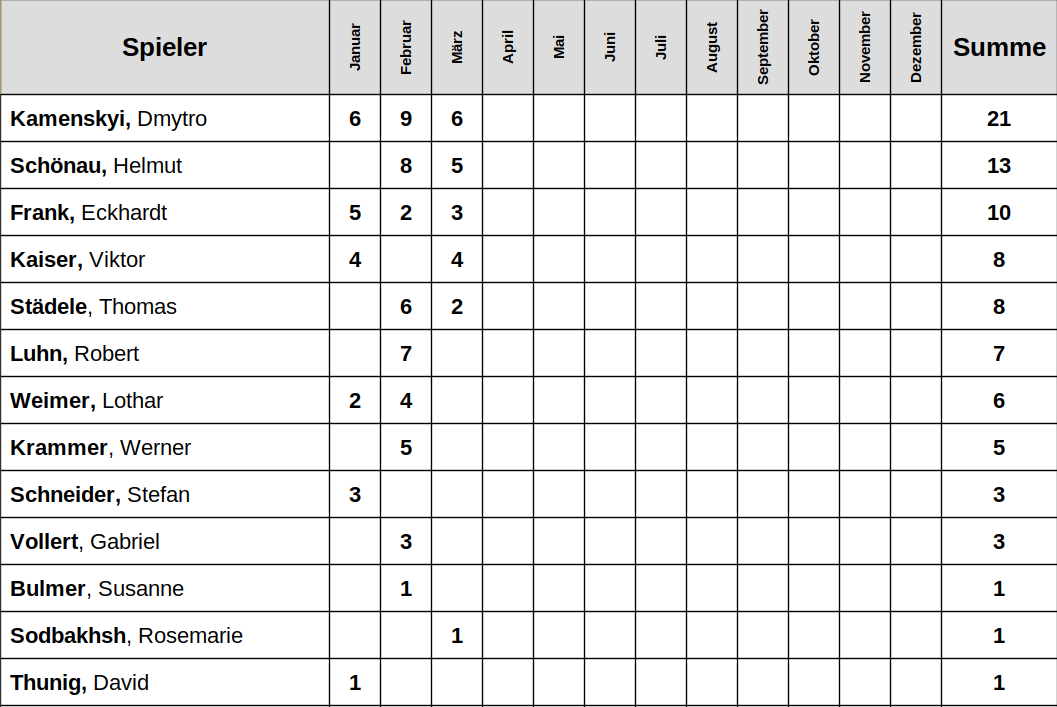 Spieler Januar Februar März April Mai Juni Juli August September Oktober November Dezember Summe
Kamenskyi, Dmytro 6 9 6 21
Schönau, Helmut 8 5 13
Frank, Eckhardt 5 2 3 10
Kaiser, Viktor 4 4 8
Städele, Thomas 6 2 8
Luhn, Robert 7 7
Weimer, Lothar 2 4 6
Krammer, Werner 5 5
Schneider, Stefan 3 3
Vollert, Gabriel 3 3
Bulmer, Susanne 1 1
Sodbakhsh, Rosemarie 1 1
Thunig, David 1 1